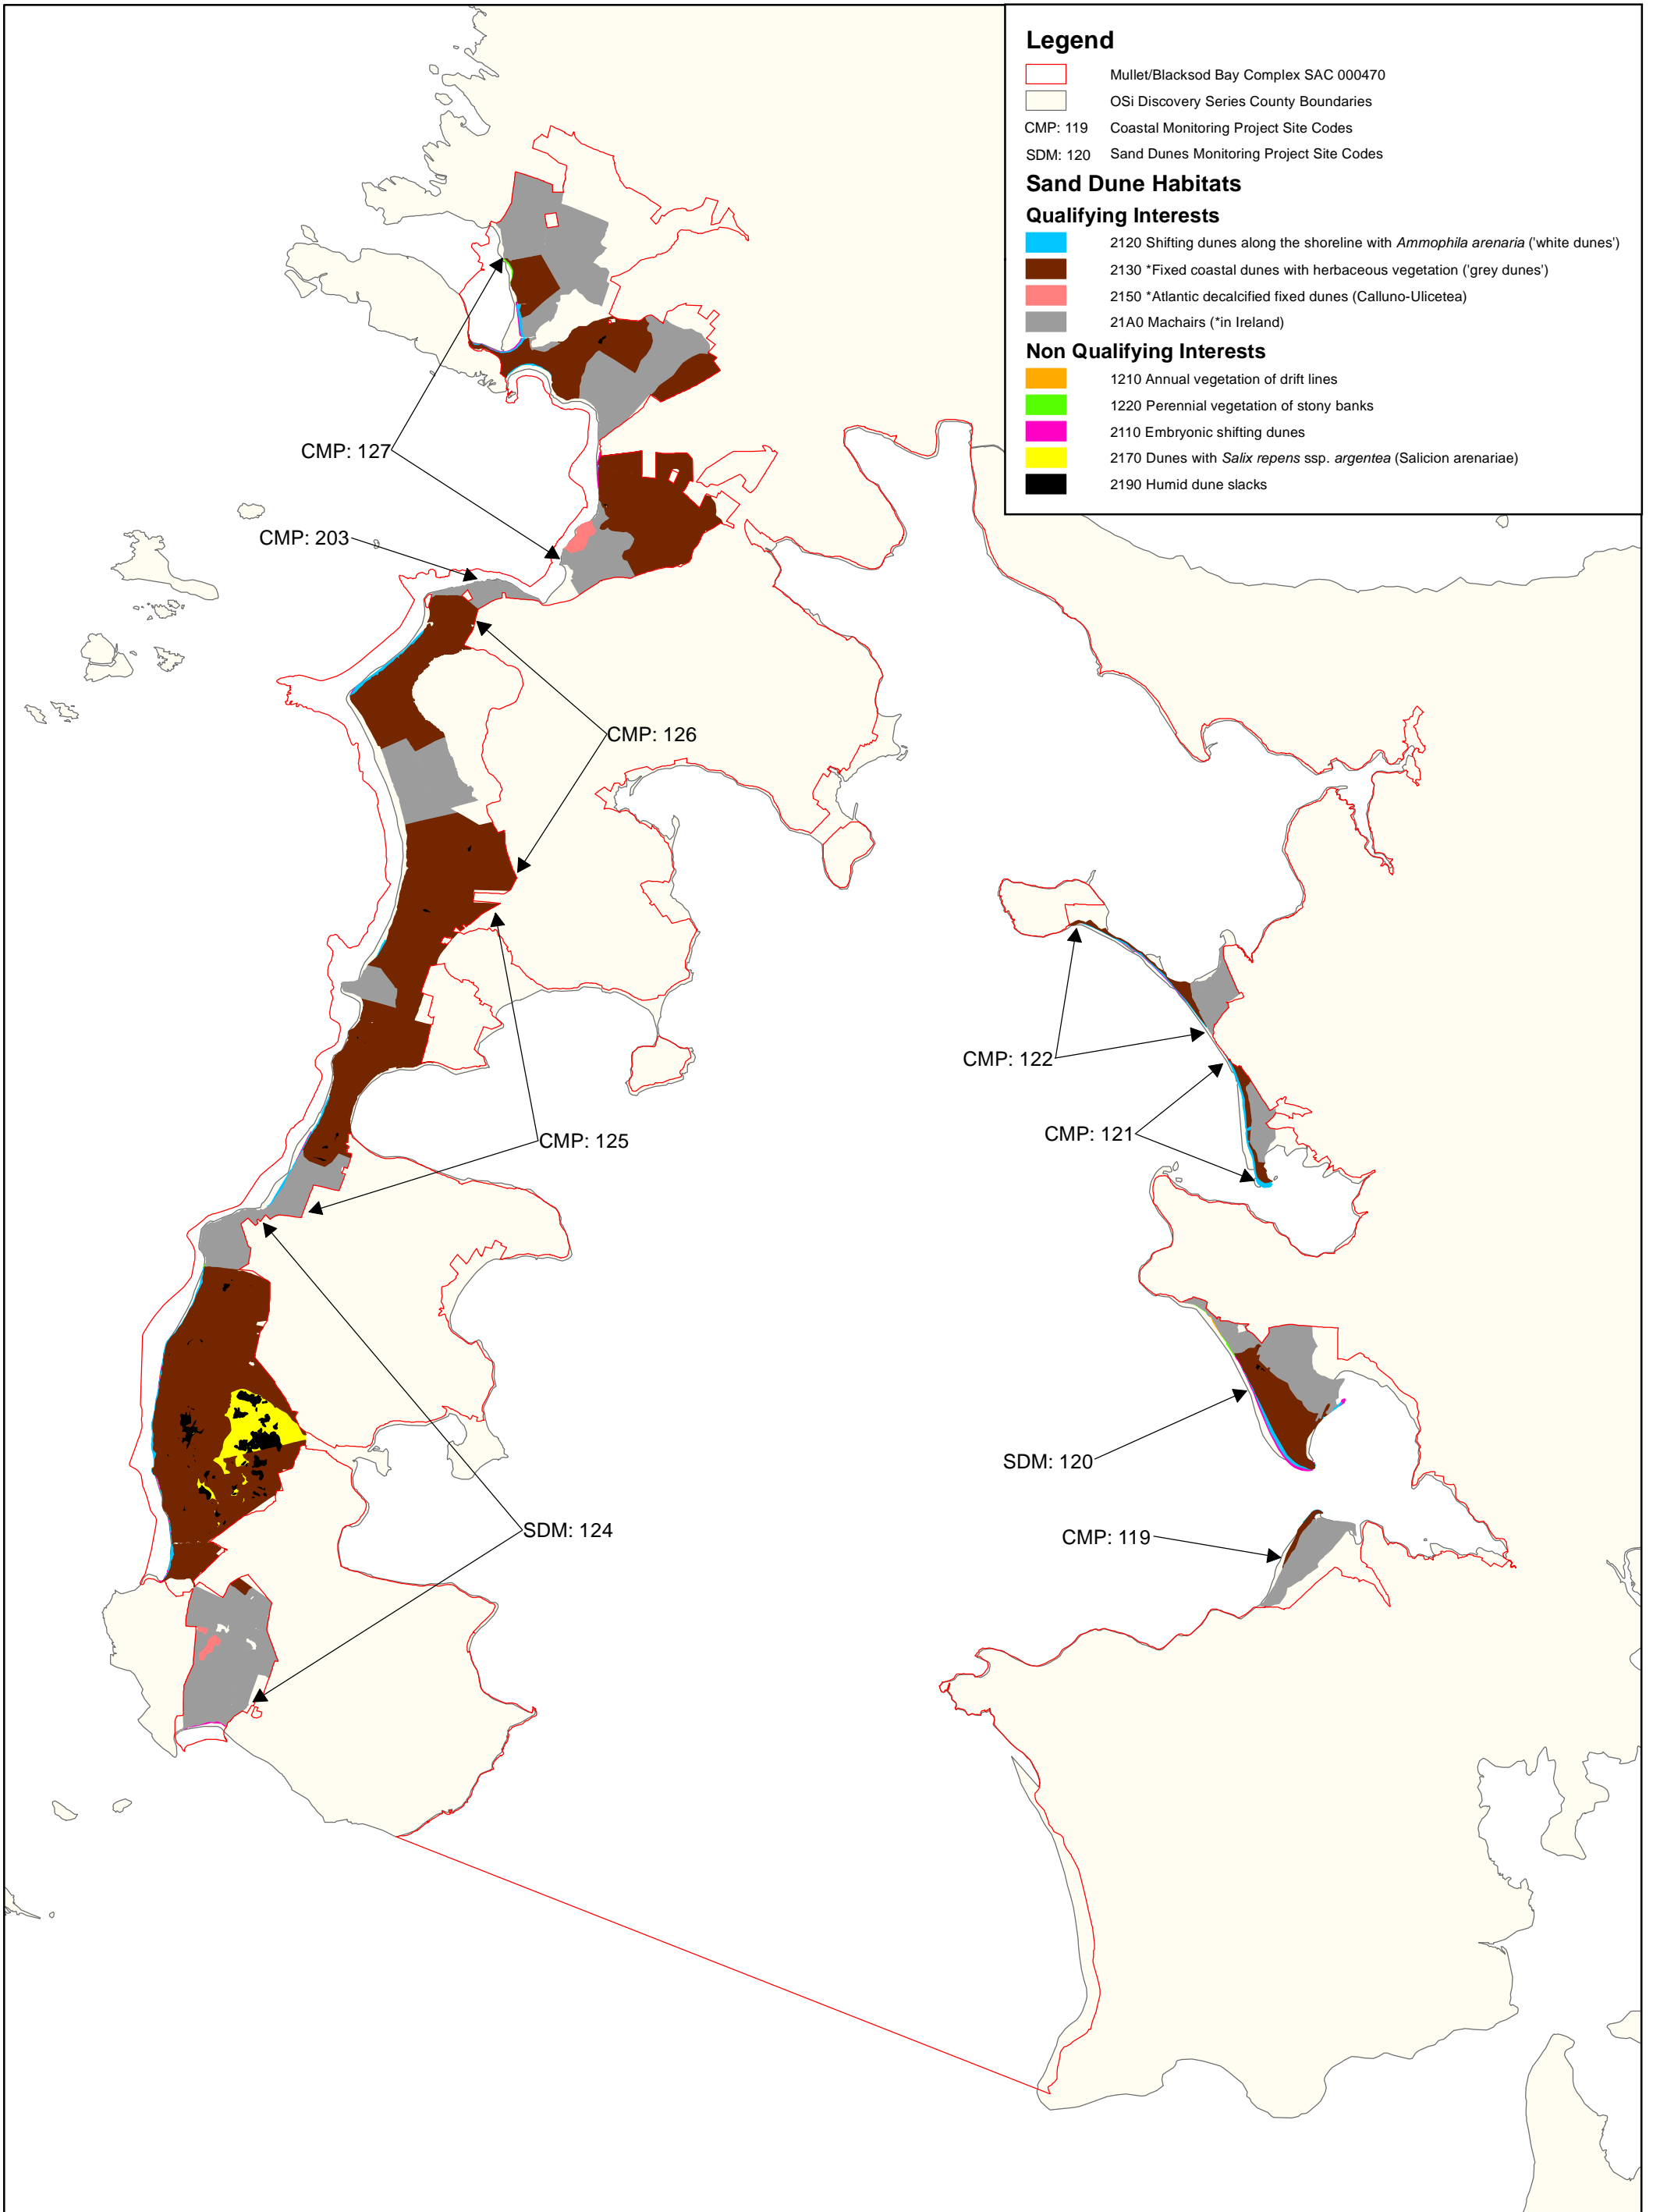 Legend
Mullet/Blacksod Bay Complex SAC 000470
OSi Discovery Series County Boundaries
CMP: 119 Coastal Monitoring Project Site Codes
SDM: 120 Sand Dunes Monitoring Project Site Codes
Sand Dune Habitats
Qualifying Interests
2120 Shifting dunes along the shoreline with Ammophila arenaria ('white dunes')
2130 *Fixed coastal dunes with herbaceous vegetation ('grey dunes')
2150 *Atlantic decalcified fixed dunes (Calluno-Ulicetea)
21A0 Machairs (*in Ireland)
Non Qualifying Interests
1210 Annual vegetation of drift lines
1220 Perennial vegetation of stony banks
2110 Embryonic shifting dunes
2170 Dunes with Salix repens ssp. argentea (Salicion arenariae)
2190 Humid dune slacks
CMP: 127
CMP: 203
CMP: 126
CMP: 122
CMP: 121
CMP: 125
SDM: 120
SDM: 124
CMP: 119